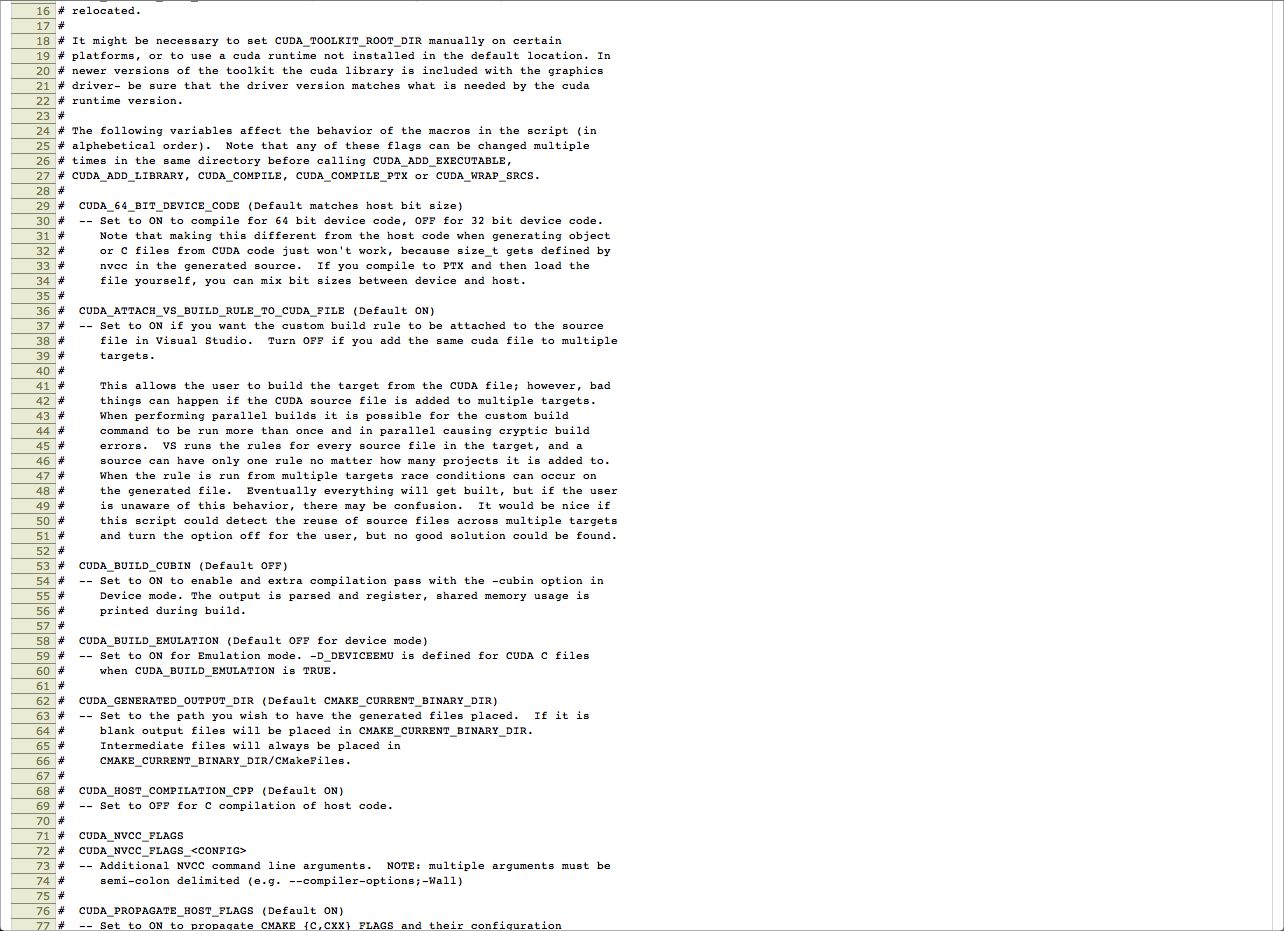 16 # relocated.
17 #
18 # It might be necessary to set CUDA_TOOLKIT_ROOT_DIR manually on certain
19 # platforms, or to use a cuda runtime not installed in the default location. In
20 # newer versions of the toolkit the cuda library is included with the graphics
21 # driver- be sure that the driver version matches what is needed by the cuda
22 # runtime version.
23 #
24 # The following variables affect the behavior of the macros in the script (in
25 # alphebetical order).  Note that any of these flags can be changed multiple
26 # times in the same directory before calling CUDA_ADD_EXECUTABLE,
27 # CUDA_ADD_LIBRARY, CUDA_COMPILE, CUDA_COMPILE_PTX or CUDA_WRAP_SRCS.
28 #
29 #  CUDA_64_BIT_DEVICE_CODE (Default matches host bit size)
30 #  -- Set to ON to compile for 64 bit device code, OFF for 32 bit device code.
31 #     Note that making this different from the host code when generating object
32 #     or C files from CUDA code just won't work, because size_t gets defined by
33 #     nvcc in the generated source.  If you compile to PTX and then load the
34 #     file yourself, you can mix bit sizes between device and host.
35 #
36 #  CUDA_ATTACH_VS_BUILD_RULE_TO_CUDA_FILE (Default ON)
37 #  -- Set to ON if you want the custom build rule to be attached to the source
38 #     file in Visual Studio.  Turn OFF if you add the same cuda file to multiple
39 #     targets.
40 #
41 #     This allows the user to build the target from the CUDA file; however, bad
42 #     things can happen if the CUDA source file is added to multiple targets.
43 #     When performing parallel builds it is possible for the custom build
44 #     command to be run more than once and in parallel causing cryptic build
45 #     errors.  VS runs the rules for every source file in the target, and a
46 #     source can have only one rule no matter how many projects it is added to.
47 #     When the rule is run from multiple targets race conditions can occur on
48 #     the generated file.  Eventually everything will get built, but if the user
49 #     is unaware of this behavior, there may be confusion.  It would be nice if
50 #     this script could detect the reuse of source files across multiple targets
51 #     and turn the option off for the user, but no good solution could be found.
52 #
53 #  CUDA_BUILD_CUBIN (Default OFF)
54 #  -- Set to ON to enable and extra compilation pass with the -cubin option in
55 #     Device mode. The output is parsed and register, shared memory usage is
56 #     printed during build.
57 #
58 #  CUDA_BUILD_EMULATION (Default OFF for device mode)
59 #  -- Set to ON for Emulation mode. -D_DEVICEEMU is defined for CUDA C files
60 #     when CUDA_BUILD_EMULATION is TRUE.
61 #
62 #  CUDA_GENERATED_OUTPUT_DIR (Default CMAKE_CURRENT_BINARY_DIR)
63 #  -- Set to the path you wish to have the generated files placed.  If it is
64 #     blank output files will be placed in CMAKE_CURRENT_BINARY_DIR.
65 #     Intermediate files will always be placed in
66 #     CMAKE_CURRENT_BINARY_DIR/CMakeFiles.
67 #
68 #  CUDA_HOST_COMPILATION_CPP (Default ON)
69 #  -- Set to OFF for C compilation of host code.
70 #
71 #  CUDA_NVCC_FLAGS
72 #  CUDA_NVCC_FLAGS_<CONFIG>
73 #  -- Additional NVCC command line arguments.  NOTE: multiple arguments must be
74 #     semi-colon delimited (e.g. --compiler-options;-Wall)
75 #
76 #  CUDA_PROPAGATE_HOST_FLAGS (Default ON)
77 #  -- Set to ON to propagate CMAKE_{C,CXX}_FLAGS and their configuration